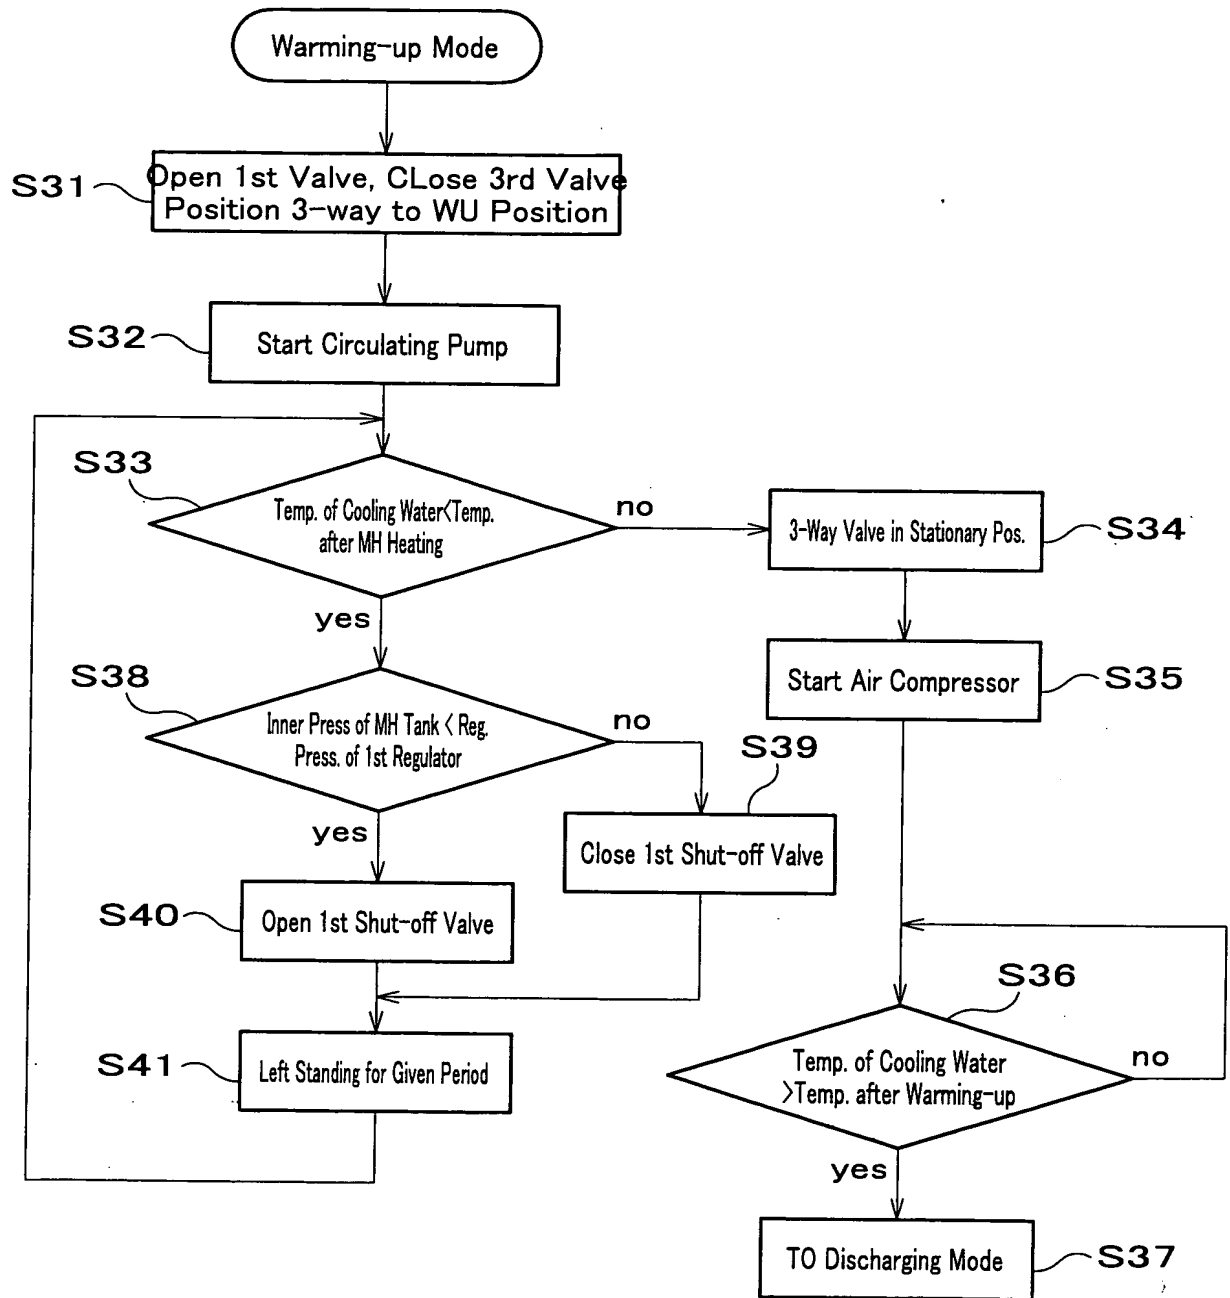 Warming-up Mode
S31
Open 1st Valve, CLose 3rd Valve
Position 3-way to WU Position
S32
Start Circulating Pump
S33
Temp. of Cooling Water<Temp.
after MH Heating
no
yes
3-Way Valve in Stationary Pos.
S34
Start Air Compressor
S35
S38
Inner Press of MH Tank < Reg.
Press. of 1st Regulator
no
yes
S39
Close 1st Shut-off Valve
S40
Open 1st Shut-off Valve
S41
Left Standing for Given Period
S36
Temp. of Cooling Water
>Temp. after Warming-up
no
yes
TO Discharging Mode
S37